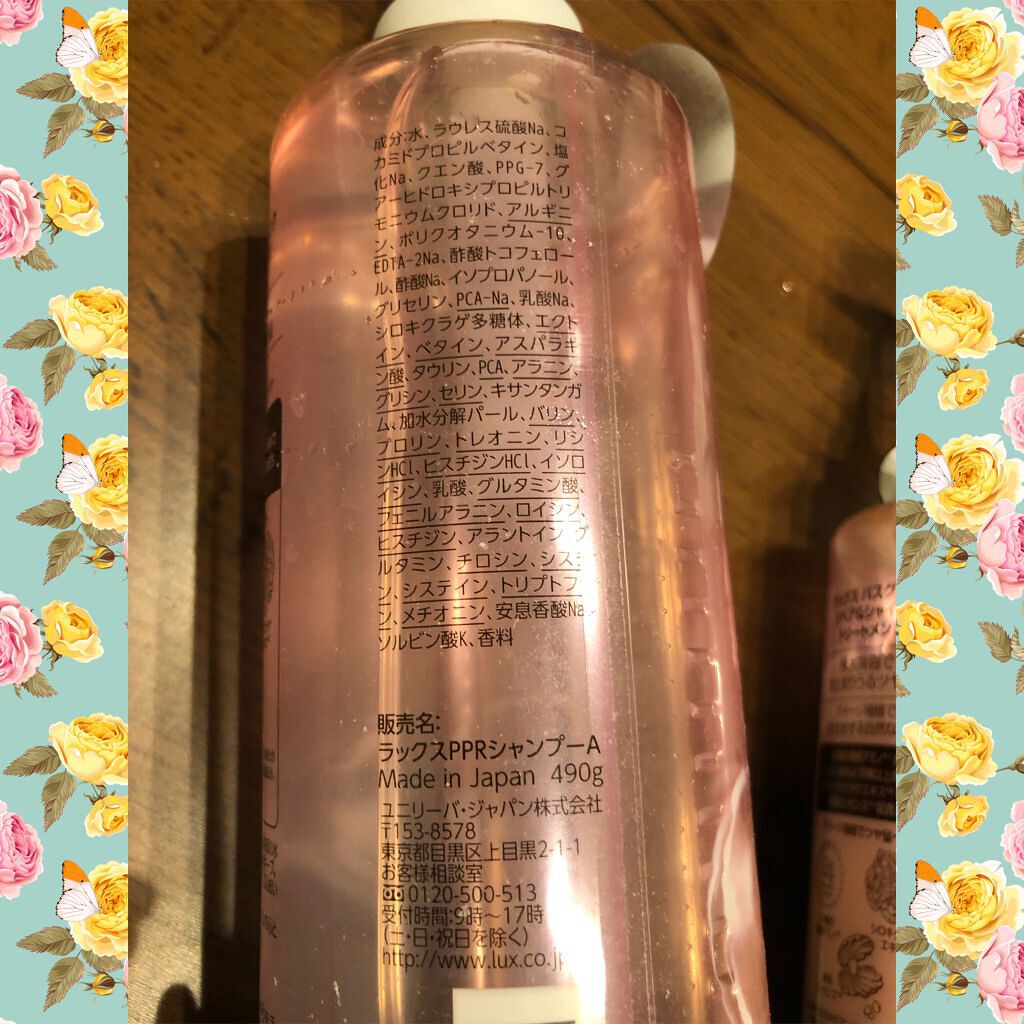 成分:水、ラウレス硫酸Na、コ
カミドプロピルベタイン、塩
化Na、クエン酸、PPG-7、グ
アーヒドロキシプロピルトリ
モニウムクロリド、アルギニ
ン、ポリクオタニウム-10、
EDTA-2Na、酢酸トコフェロー
ル、酢酸Na、イソプロパノール、
グリセリン、PCA-Na、乳酸Na、
シロキクラゲ多糖体、エクト
イン、ベタイン、アスパラギ
ン酸、タウリン、PCA、アラニン、
グリシン、セリン、キサンタンガ
ム、加水分解パール、バリン、
プロリン、トレオニン、リシ
ンHCl、ヒスチジンHCl、イソロ
イシン、乳酸、グルタミン酸、
フェニルアラニン、ロイシン、
ヒスチジン、アラントイン、グ
ルタミン、チロシン、シスチ
ン、システイン、トリプトファ
ン、メチオニン、安息香酸Na、
ソルビン酸K、香料
販売名:
ラックスPPRシャンプーA
Made in Japan 490g
ユニリーバ・ジャパン株式会社
〒153-8578
東京都目黒区上目黒2-1-1
お客様相談室
0120-500-513
受付時間:9時～17時
(土・日・祝日を除く)
http://www.lux.co.jp
ラックス バスグ
トリートメン